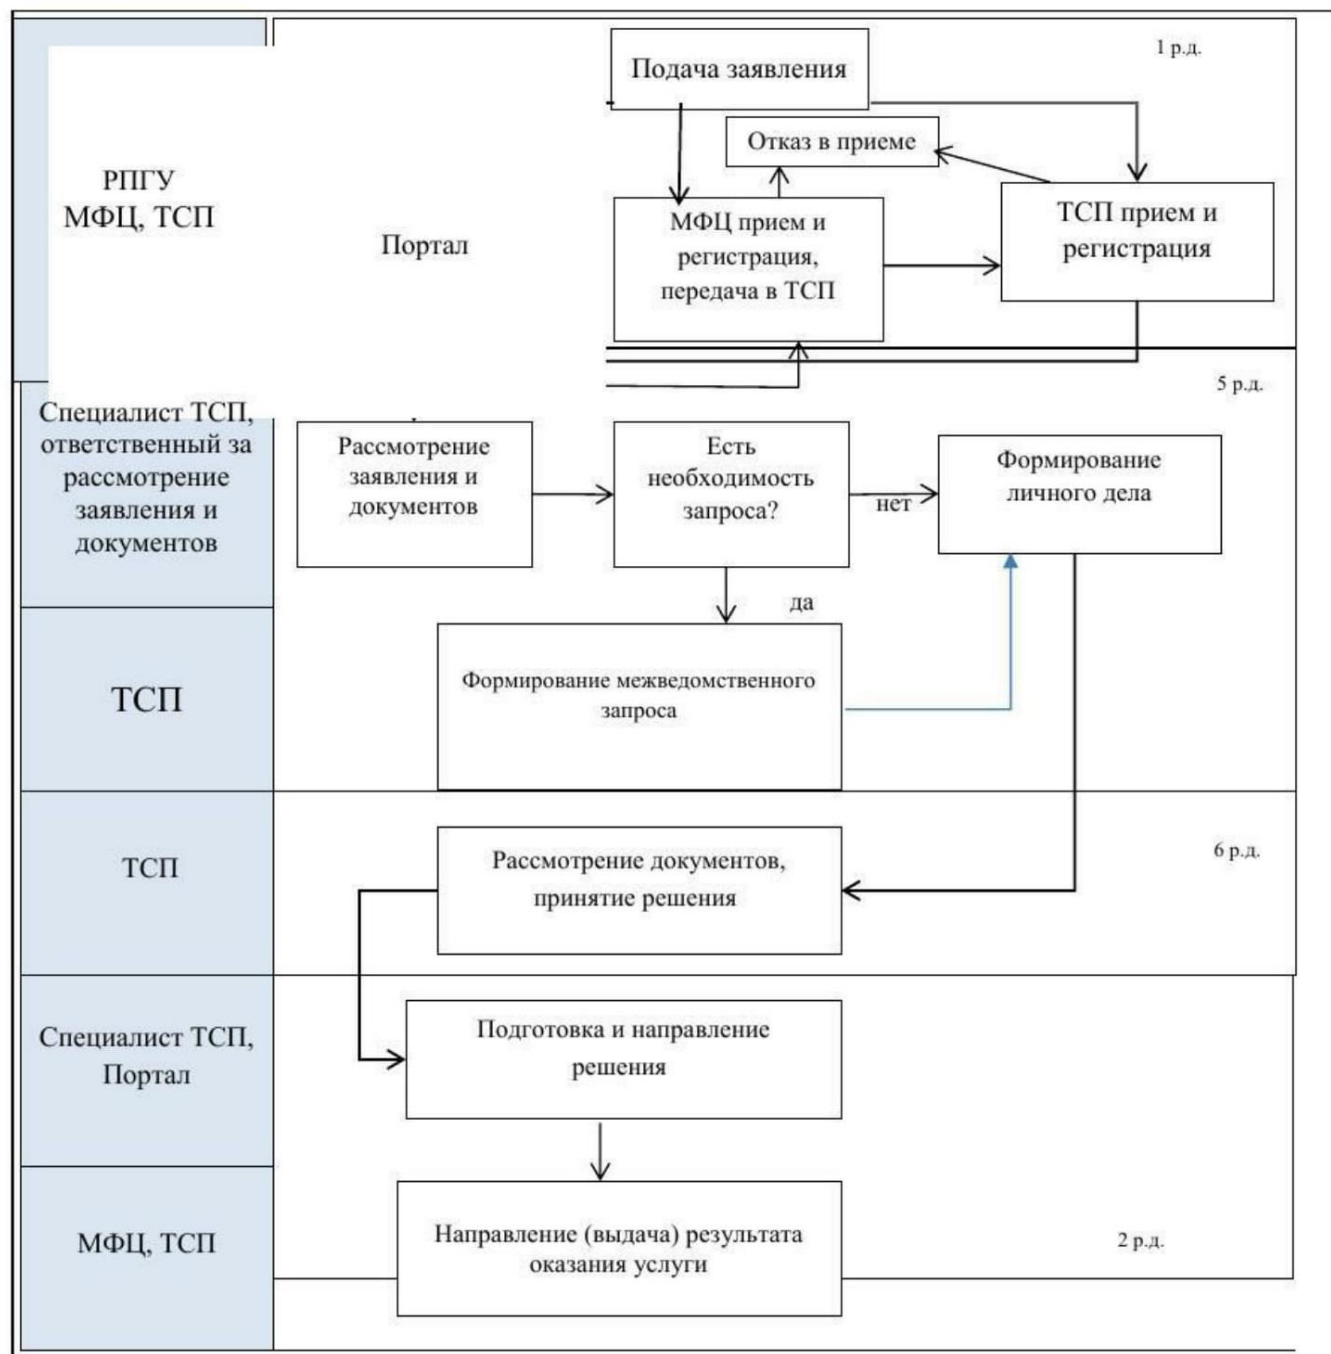 Подача заявления
1 р.д.
Отказ в приеме
РПГУ
МФЦ, ТСП
Портал
МФЦ прием и
регистрация,
передача в ТСП
ТСП прием и
регистрация
5 р.д.
Специалист ТСП,
ответственный за
рассмотрение
заявления и
документов
Рассмотрение
заявления и
документов
Есть
необходимость
запроса?
нет
Формирование
личного дела
да
ТСП
Формирование межведомственного
запроса
ТСП
Рассмотрение документов,
принятие решения
6 р.д.
Специалист ТСП,
Портал
Подготовка и направление
решения
МФЦ, ТСП
Направление (выдача) результата
оказания услуги
2 р.д.